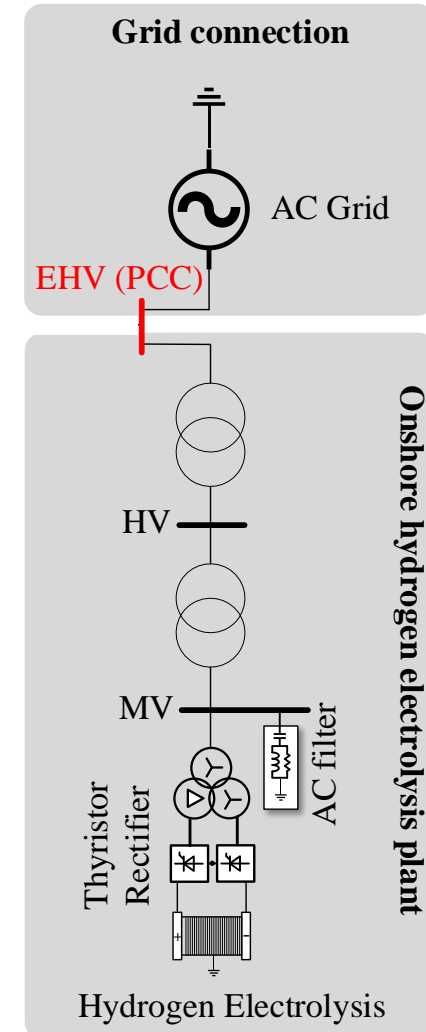 Grid connection
AC Grid
EHV (PCC)
Onshore hydrogen electrolysis plant
HV
MV
AC filter
Thyristor
Rectifier
+
-
Hydrogen Electrolysis